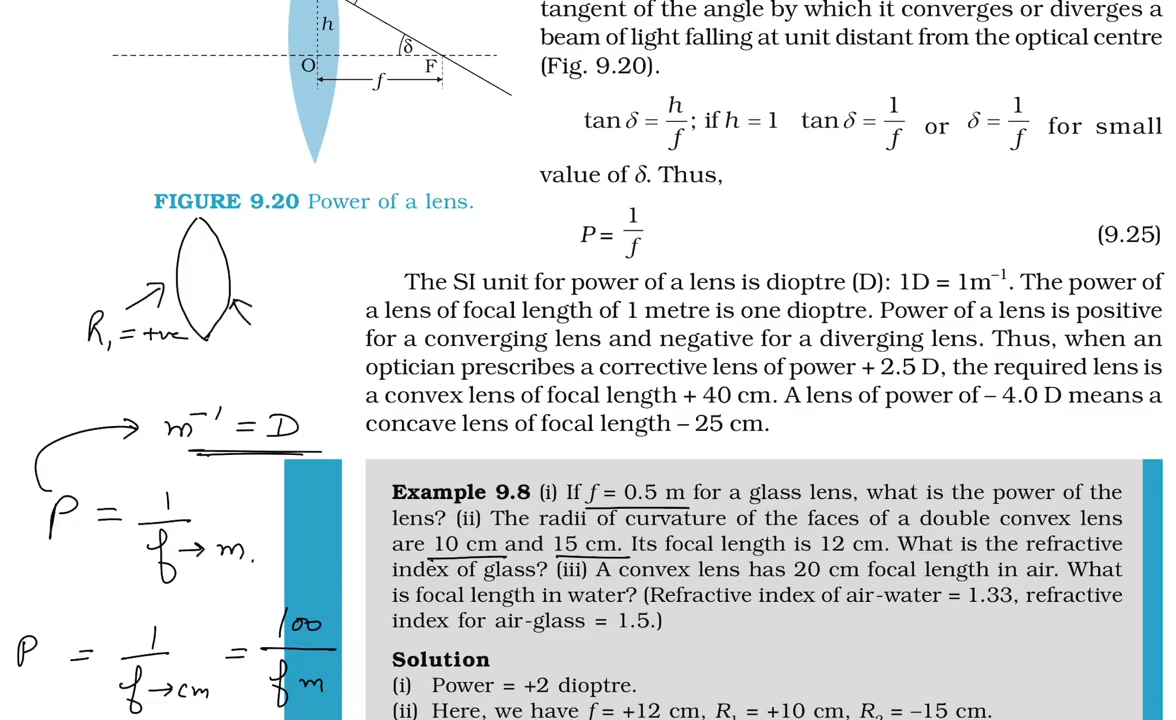 h
δ
O
F
f
FIGURE 9.20 Power of a lens.
tangent of the angle by which it converges or diverges a
beam of light falling at unit distant from the optical centre
(Fig. 9.20).
tan δ = h/f; if h = 1 tan δ = 1/f or δ = 1/f for small
value of δ. Thus,
P = 1/f (9.25)
The SI unit for power of a lens is dioptre (D): 1D = 1m⁻¹. The power of
a lens of focal length of 1 metre is one dioptre. Power of a lens is positive
for a converging lens and negative for a diverging lens. Thus, when an
optician prescribes a corrective lens of power + 2.5 D, the required lens is
a convex lens of focal length + 40 cm. A lens of power of – 4.0 D means a
concave lens of focal length – 25 cm.
R₁ = +ve
m⁻¹ = D
P = 1/f → m.
P = 1/f → cm = 100/f m
Example 9.8 (i) If f = 0.5 m for a glass lens, what is the power of the
lens? (ii) The radii of curvature of the faces of a double convex lens
are 10 cm and 15 cm. Its focal length is 12 cm. What is the refractive
index of glass? (iii) A convex lens has 20 cm focal length in air. What
is focal length in water? (Refractive index of air-water = 1.33, refractive
index for air-glass = 1.5.)
Solution
(i) Power = +2 dioptre.
(ii) Here, we have f = +12 cm, R₁ = +10 cm, R₂ = –15 cm.